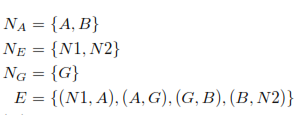 N_A = {A, B}
N_E = {N1, N2}
N_G = {G}
E = {(N1, A), (A, G), (G, B), (B, N2)}